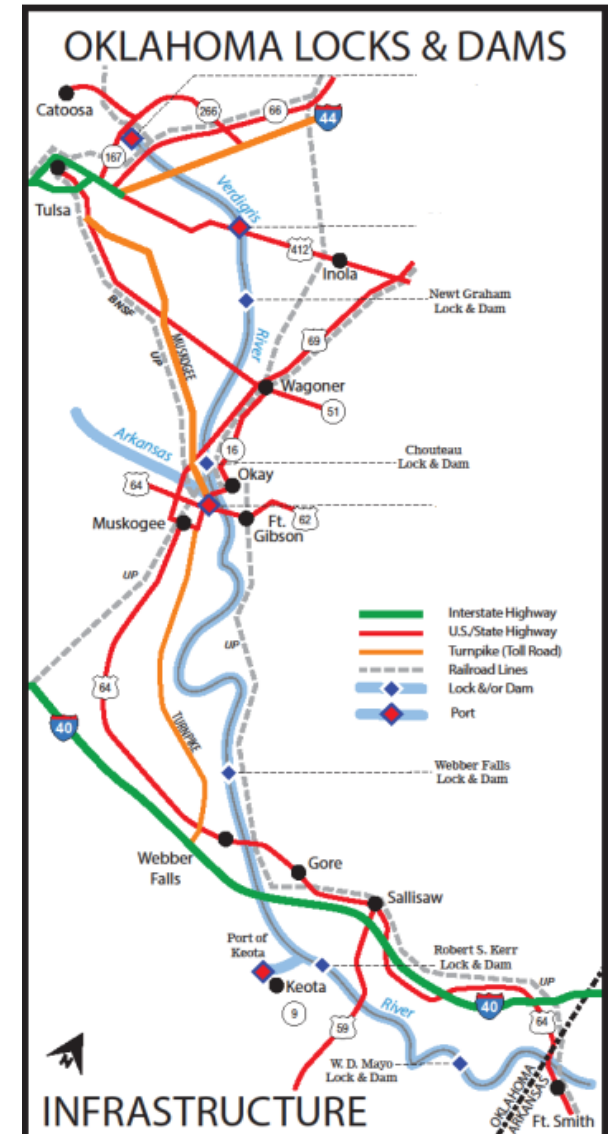 OKLAHOMA LOCKS & DAMS
Catoosa
266
66
44
167
Tulsa
Verdigris
412
Inola
BNSF
UP
MUSKOGEE
River
Newt Graham
Lock & Dam
69
Wagoner
51
Arkansas
16
Chouteau
Lock & Dam
64
Okay
Muskogee
Ft.
Gibson
62
UP
UP
Interstate Highway
U.S./State Highway
Turnpike (Toll Road)
Railroad Lines
Lock &/or Dam
Port
64
40
TURNPIKE
Webber Falls
Lock & Dam
Webber
Falls
Gore
Sallisaw
Port of
Keota
Robert S. Kerr
Lock & Dam
Keota
UP
9
River
40
59
64
W. D. Mayo
Lock & Dam
N
OKLAHOMA
ARKANSAS
Ft. Smith
INFRASTRUCTURE